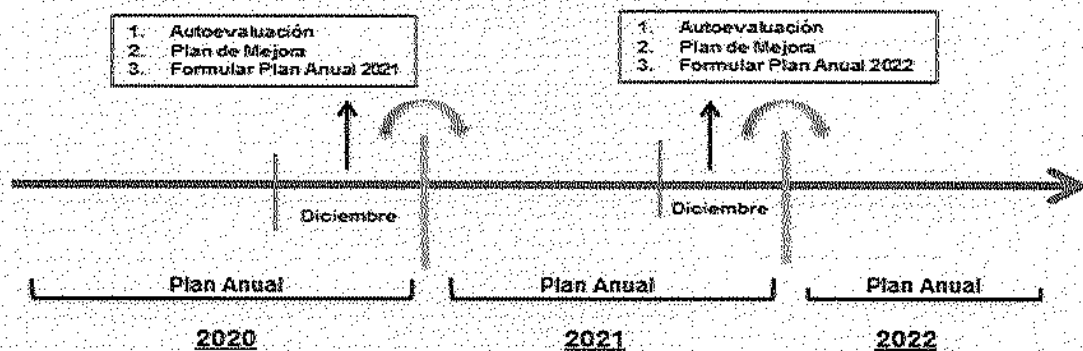 1. Autoevaluación
2. Plan de Mejora
3. Formular Plan Anual 2021
1. Autoevaluación
2. Plan de Mejora
3. Formular Plan Anual 2022
Diciembre
Diciembre
Plan Anual
Plan Anual
Plan Anual
2020
2021
2022